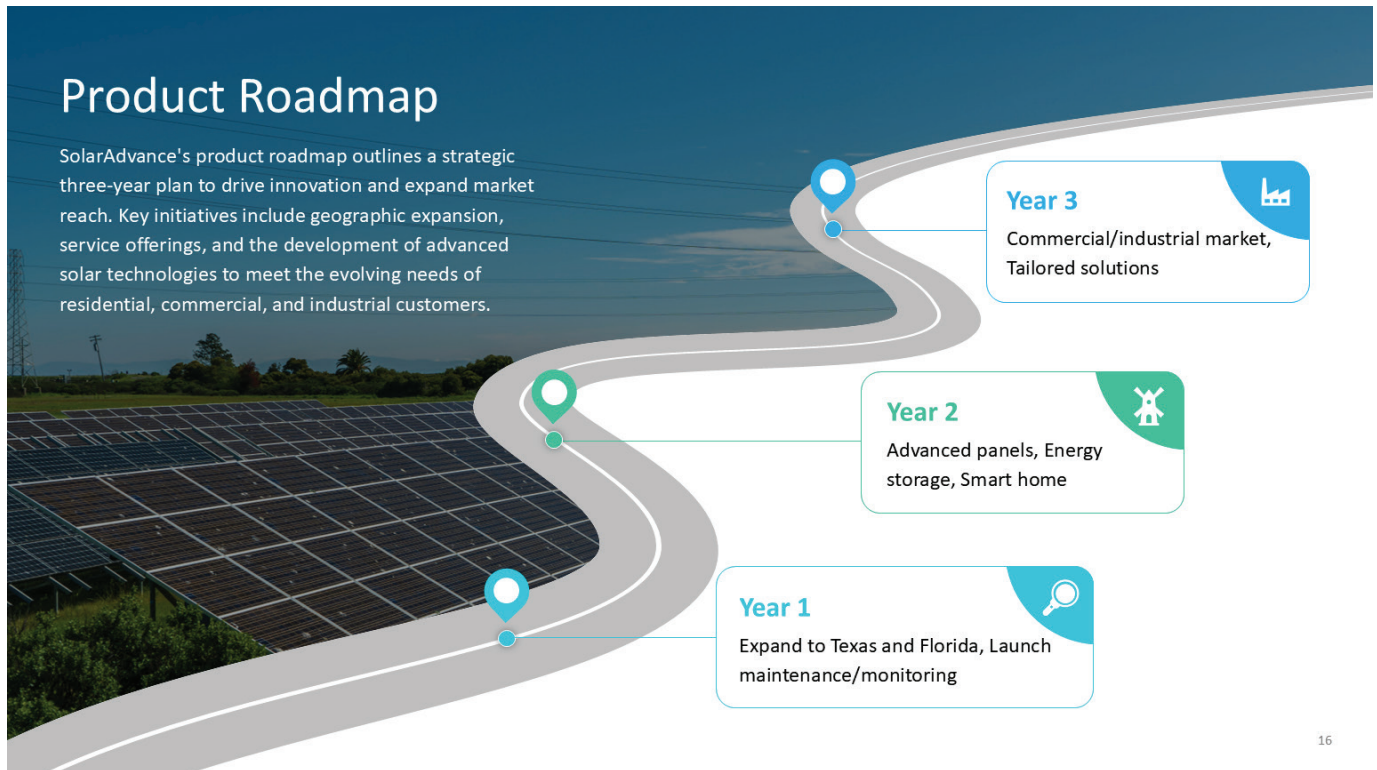 Product Roadmap
SolarAdvance's product roadmap outlines a strategic
three-year plan to drive innovation and expand market
reach. Key initiatives include geographic expansion,
service offerings, and the development of advanced
solar technologies to meet the evolving needs of
residential, commercial, and industrial customers.
Year 3
Commercial/industrial market,
Tailored solutions
Year 2
Advanced panels, Energy
storage, Smart home
Year 1
Expand to Texas and Florida, Launch
maintenance/monitoring
16